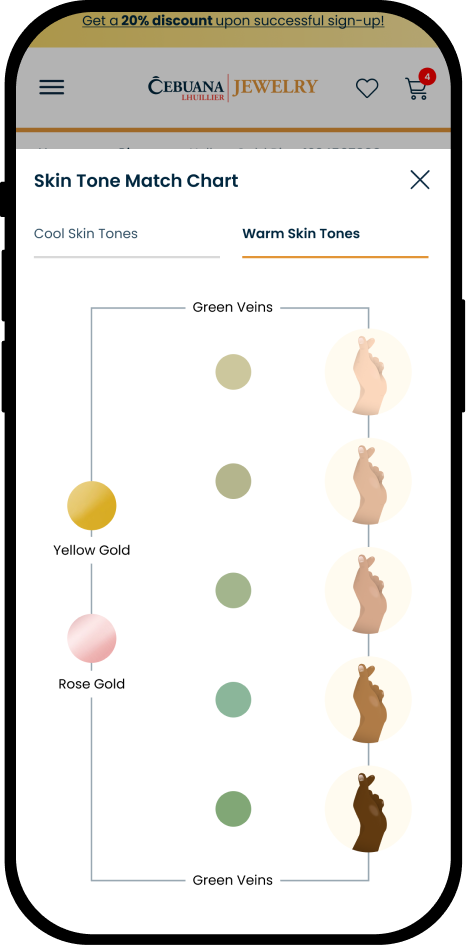 Get a 20% discount upon successful sign-up!
ČEBUANA
LHUILLIER
JEWELRY
4
Skin Tone Match Chart
Cool Skin Tones
Warm Skin Tones
Green Veins
Yellow Gold
Rose Gold
Green Veins